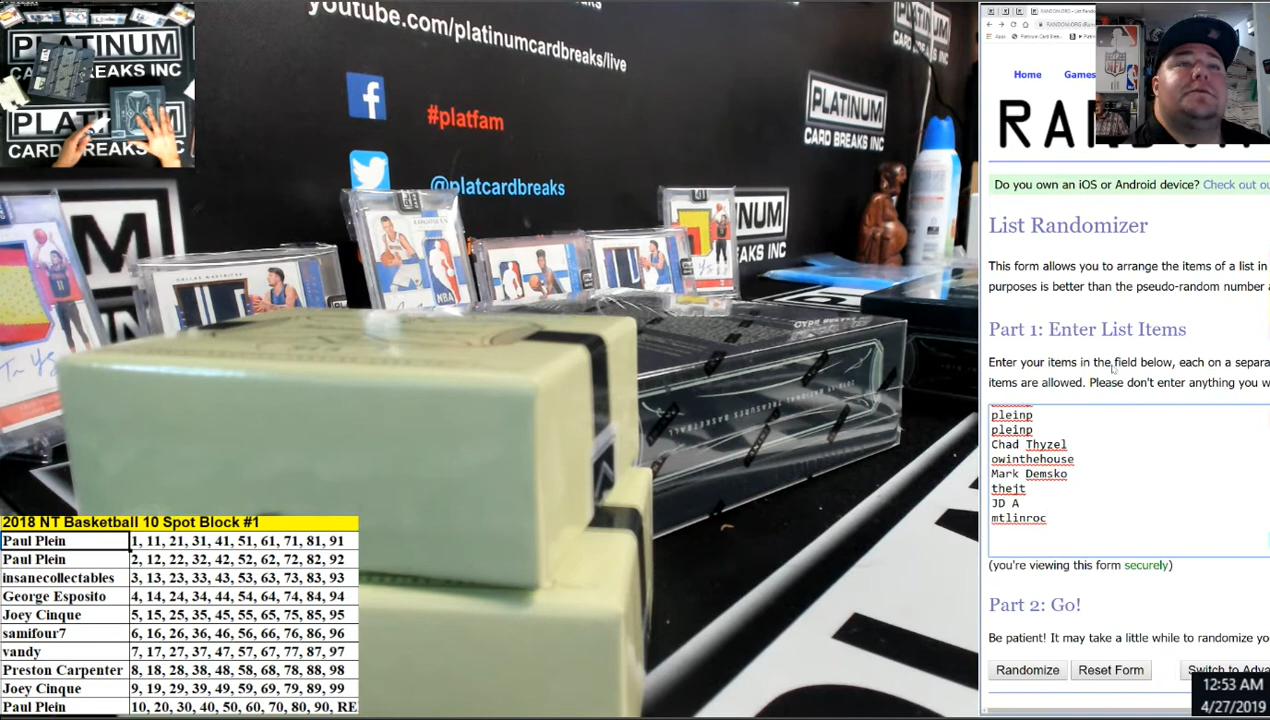 PLATINUM
CARD BREAKS INC
PLATINUM
CARD BREAKS INC
youtube.com/platinumcardbreaks/live
#platfam
@platcardbreaks
PLATINUM
CARD BREAKS INC
M
DALLAS MAVERICKS
Home
Games
Do you own an iOS or Android device? Check out ou
List Randomizer
This form allows you to arrange the items of a list in
purposes is better than the pseudo-random number a
Part 1: Enter List Items
Enter your items in the field below, each on a separa
items are allowed. Please don't enter anything you w
pleinp
pleinp
Chad Thyzel
owinthehouse
Mark Demsko
thejt
JD A
mtlinroc
(you're viewing this form securely)
Part 2: Go!
Be patient! It may take a little while to randomize yo
Randomize
Reset Form
Switch to Adva
12:53 AM
4/27/2019
2018 NT Basketball 10 Spot Block #1
Paul Plein 1, 11, 21, 31, 41, 51, 61, 71, 81, 91
Paul Plein 2, 12, 22, 32, 42, 52, 62, 72, 82, 92
insanecollectables 3, 13, 23, 33, 43, 53, 63, 73, 83, 93
George Esposito 4, 14, 24, 34, 44, 54, 64, 74, 84, 94
Joey Cinque 5, 15, 25, 35, 45, 55, 65, 75, 85, 95
samifour7 6, 16, 26, 36, 46, 56, 66, 76, 86, 96
vandy 7, 17, 27, 37, 47, 57, 67, 77, 87, 97
Preston Carpenter 8, 18, 28, 38, 48, 58, 68, 78, 88, 98
Joey Cinque 9, 19, 29, 39, 49, 59, 69, 79, 89, 99
Paul Plein 10, 20, 30, 40, 50, 60, 70, 80, 90, RE